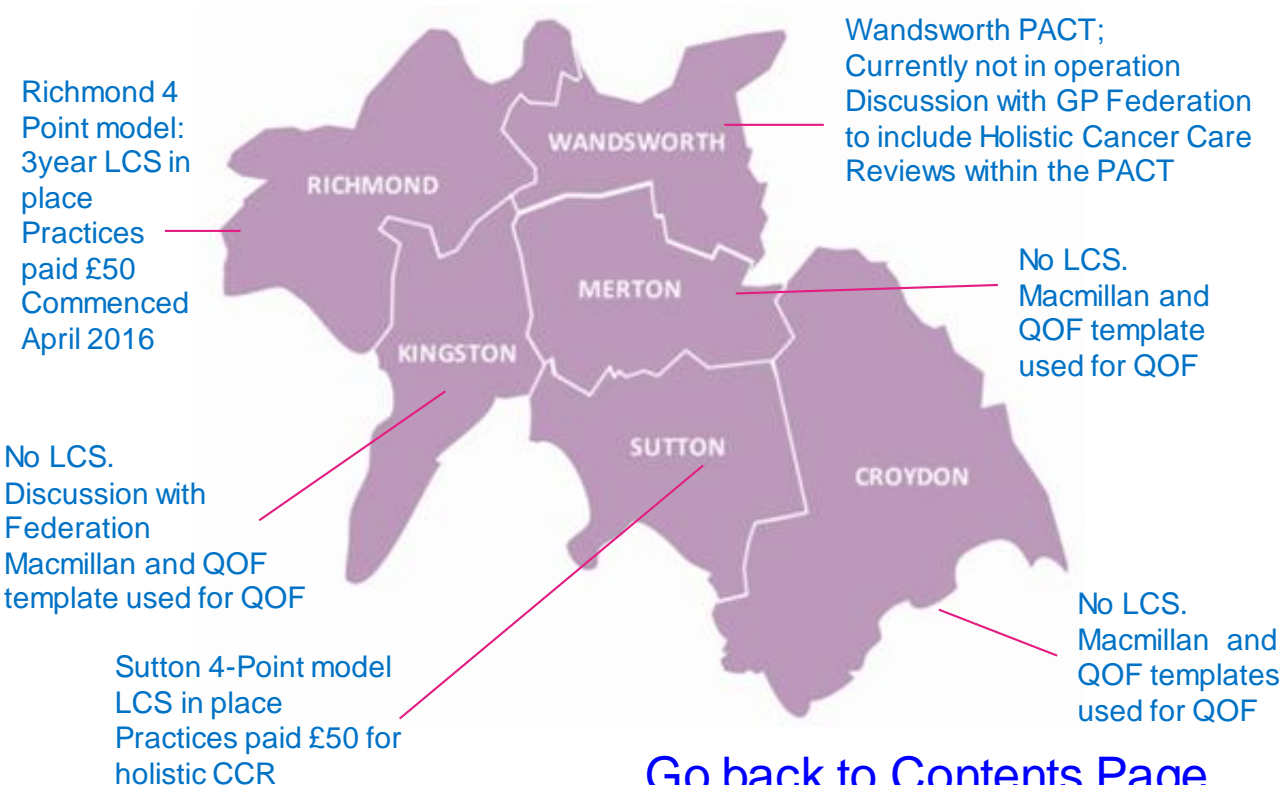 Richmond 4
Point model:
3year LCS in
place
Practices
paid £50
Commenced
April 2016
Wandsworth PACT;
Currently not in operation
Discussion with GP Federation
to include Holistic Cancer Care
Reviews within the PACT
WANDSWORTH
RICHMOND
MERTON
KINGSTON
SUTTON
CROYDON
No LCS.
Macmillan and
QOF template
used for QOF
No LCS.
Discussion with
Federation
Macmillan and QOF
template used for QOF
Sutton 4-Point model
LCS in place
Practices paid £50 for
holistic CCR
No LCS.
Macmillan and
QOF templates
used for QOF
Go back to Contents Page